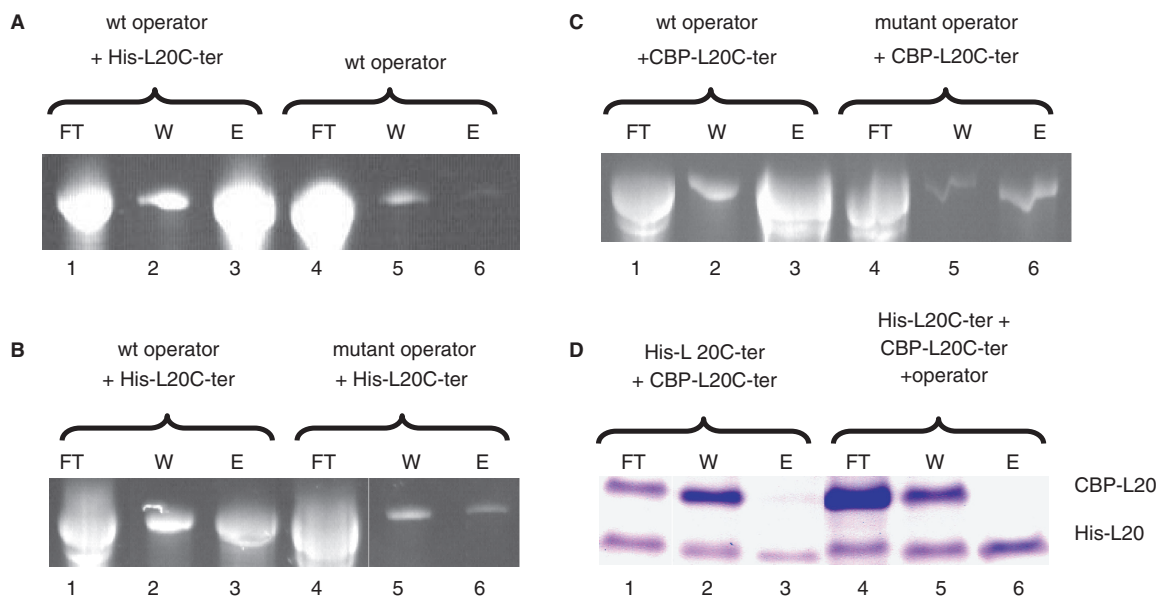 A
wt operator
+ His-L20C-ter
wt operator
FT W E FT W E
1 2 3 4 5 6
B
wt operator
+ His-L20C-ter
mutant operator
+ His-L20C-ter
FT W E FT W E
1 2 3 4 5 6
C
wt operator
+CBP-L20C-ter
mutant operator
+ CBP-L20C-ter
FT W E FT W E
1 2 3 4 5 6
D
His-L 20C-ter
+ CBP-L20C-ter
His-L20C-ter +
CBP-L20C-ter
+operator
FT W E FT W E
CBP-L20
His-L20
1 2 3 4 5 6